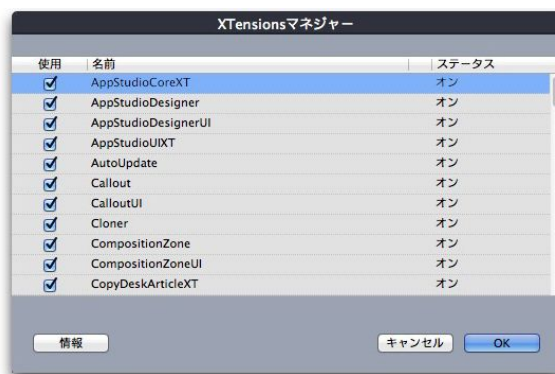 XTensionsマネジャー
使用 名前 ステータス
AppStudioCoreXT オン
AppStudioDesigner オン
AppStudioDesignerUI オン
AppStudioUIXT オン
AutoUpdate オン
Callout オン
CalloutUI オン
Cloner オン
CompositionZone オン
CompositionZoneUI オン
CopyDeskArticleXT オン
情報 キャンセル OK